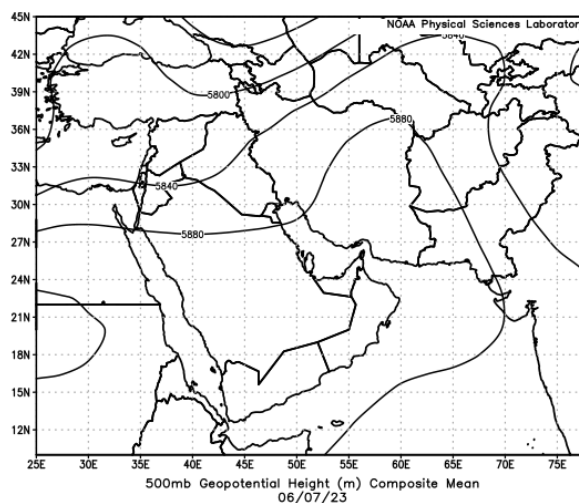 NOAA Physical Sciences Laborator
45N
42N
39N
36N
33N
30N
27N
24N
21N
18N
15N
12N
5840
5800
5880
5840
5880
25E 30E 35E 40E 45E 50E 55E 60E 65E 70E 75E
500mb Geopotential Height (m) Composite Mean
06/07/23